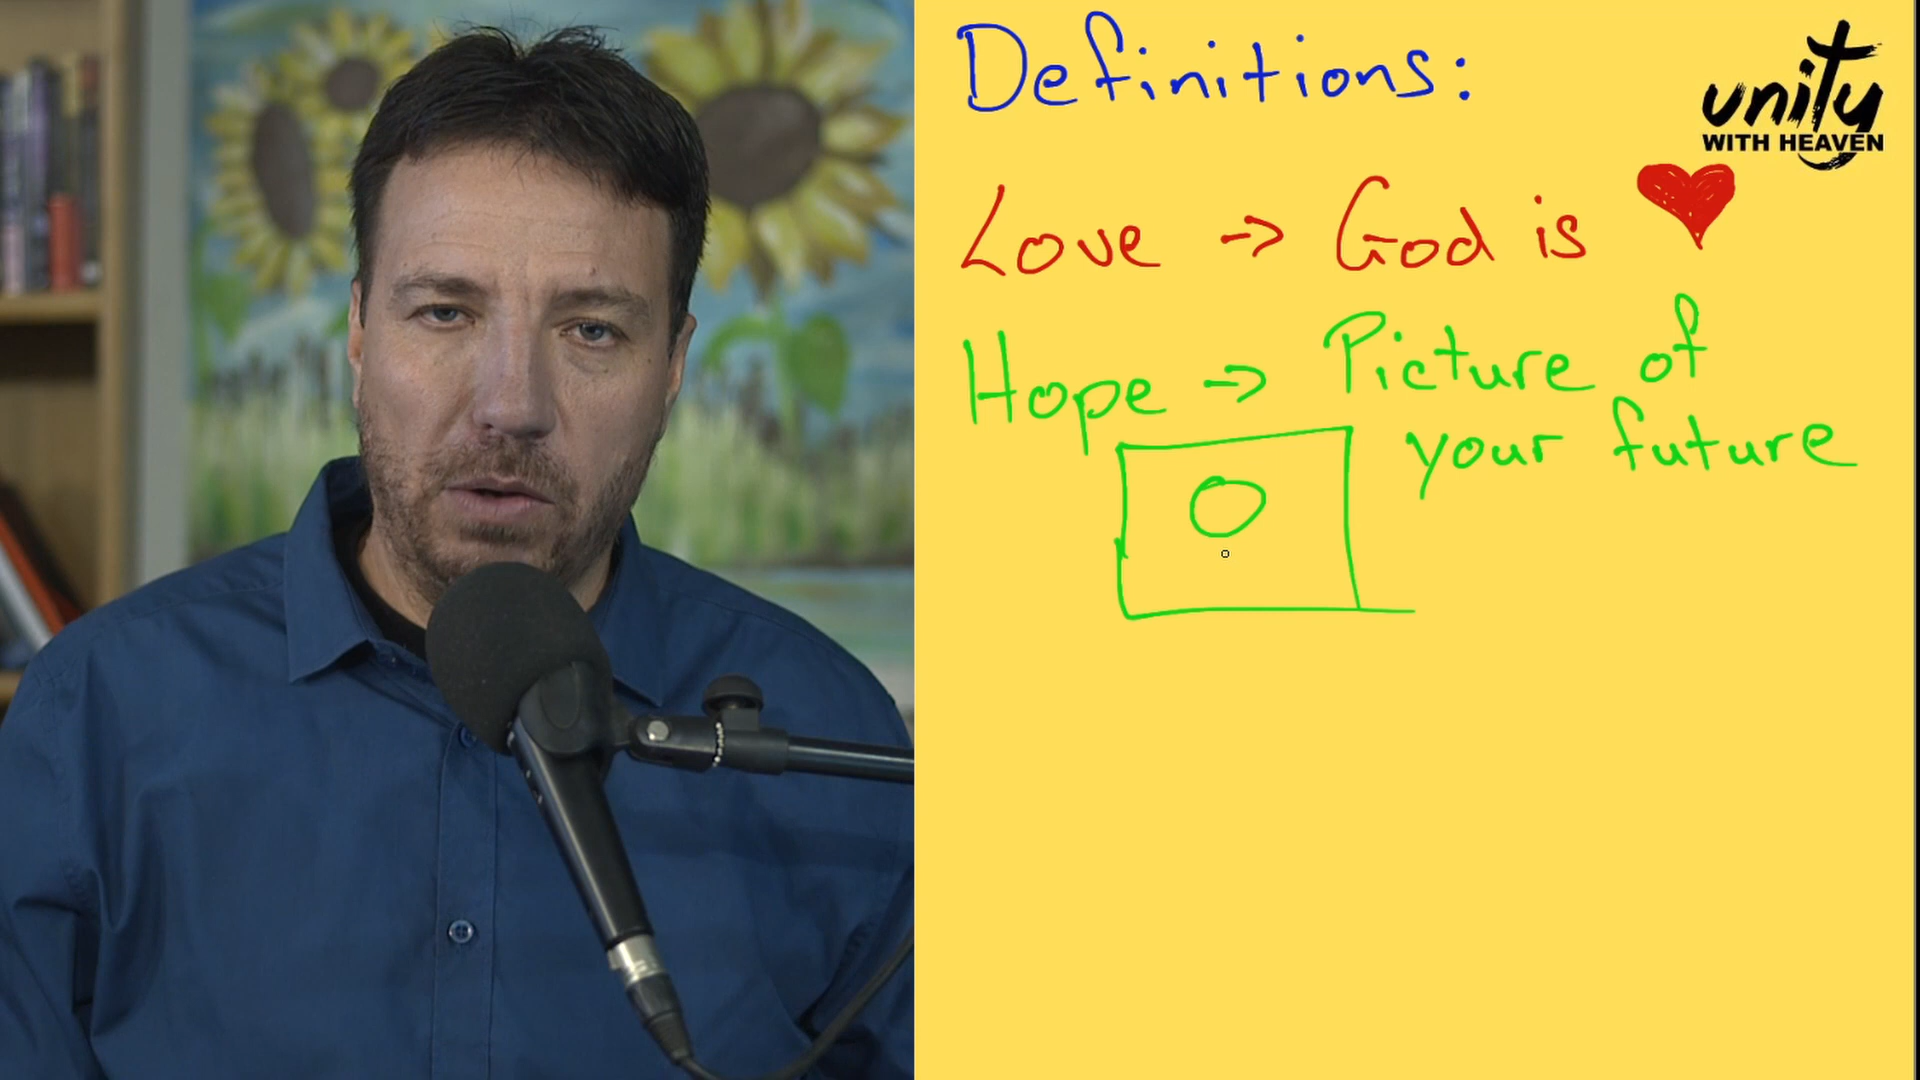 Definitions:
unity
WITH HEAVEN
Love -> God is
Hope -> Picture of
your future